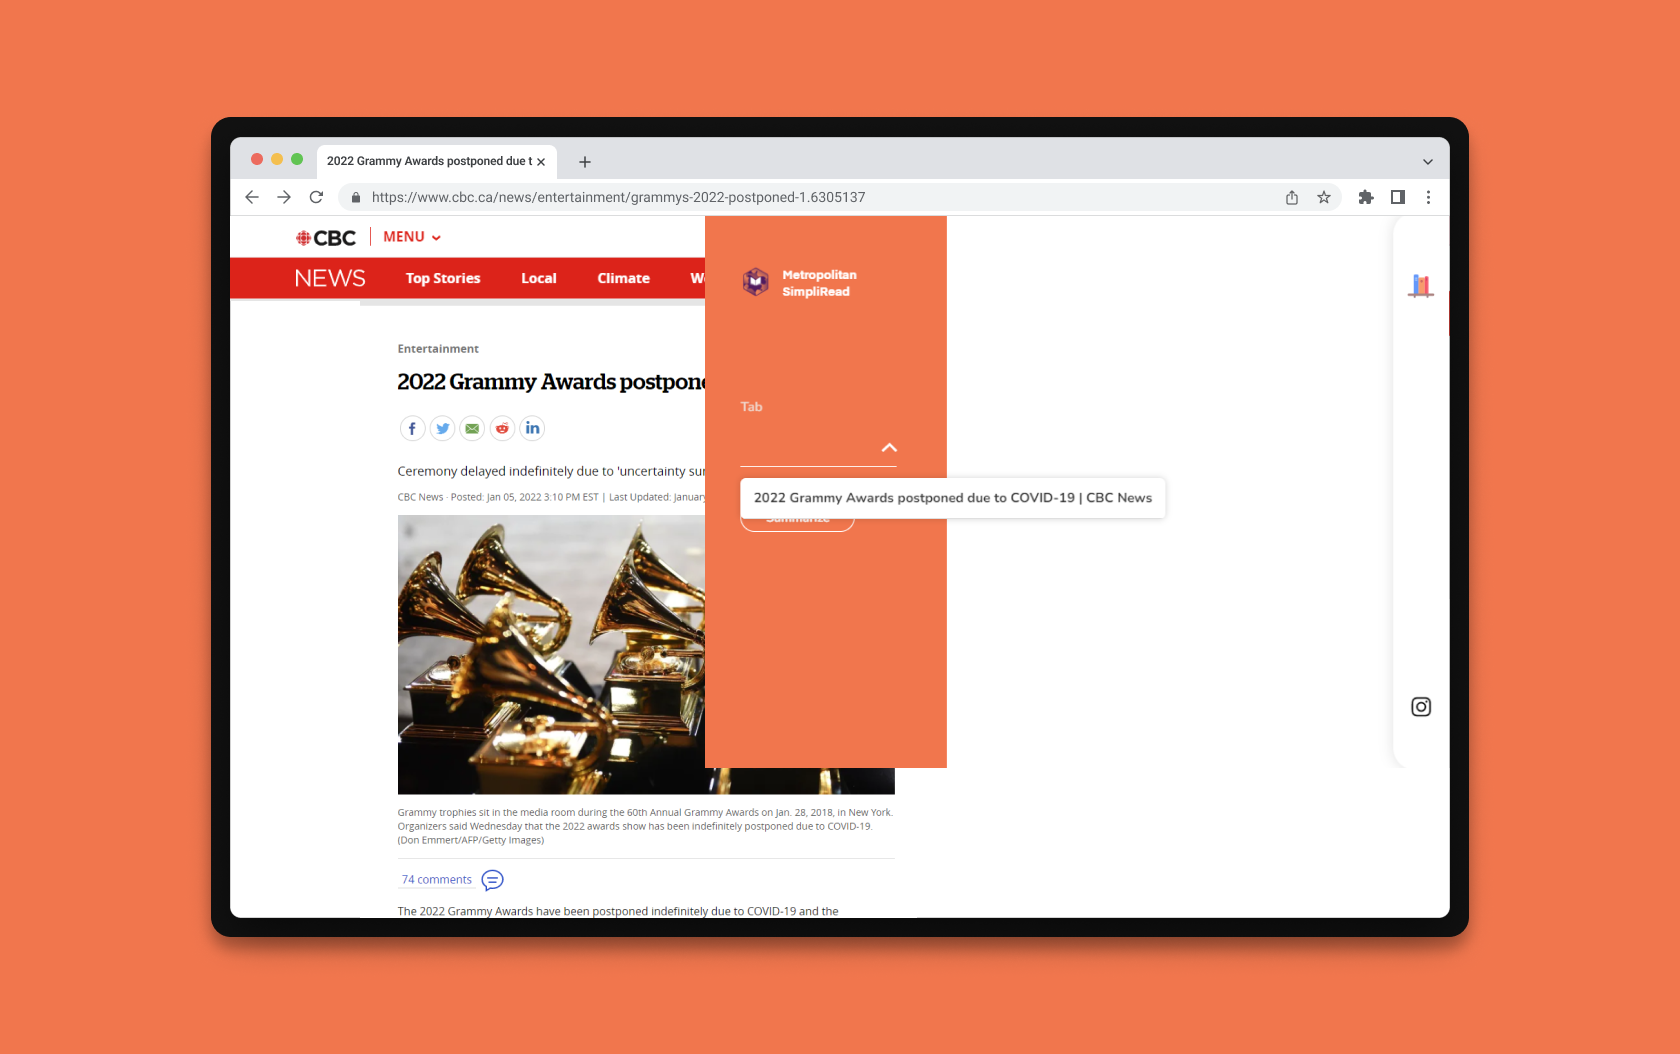 2022 Grammy Awards postponed due t
https://www.cbc.ca/news/entertainment/grammys-2022-postponed-1.6305137
CBC MENU
NEWS Top Stories Local Climate
Metropolitan
SimpliRead
Entertainment
2022 Grammy Awards postpone
Tab
Ceremony delayed indefinitely due to 'uncertainty sur
CBC News · Posted: Jan 05, 2022 3:10 PM EST | Last Updated: January
2022 Grammy Awards postponed due to COVID-19 | CBC News
Summarize
Grammy trophies sit in the media room during the 60th Annual Grammy Awards on Jan. 28, 2018, in New York.
Organizers said Wednesday that the 2022 awards show has been indefinitely postponed due to COVID-19.
(Don Emmert/AFP/Getty Images)
74 comments
The 2022 Grammy Awards have been postponed indefinitely due to COVID-19 and the